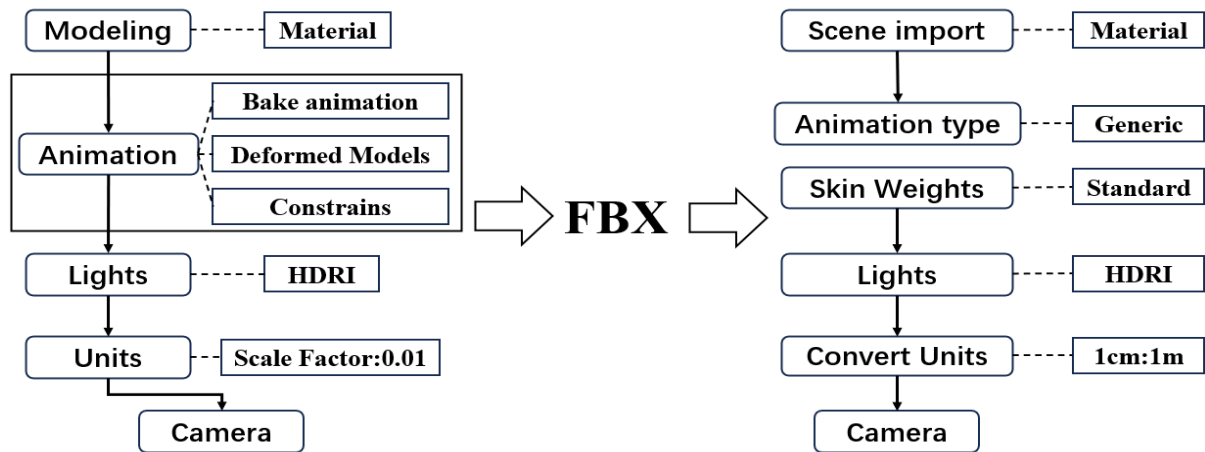 Modeling
Material
Bake animation
Animation
Deformed Models
Constrains
Lights
HDRI
Units
Scale Factor:0.01
Camera
FBX
Scene import
Material
Animation type
Generic
Skin Weights
Standard
Lights
HDRI
Convert Units
1cm:1m
Camera